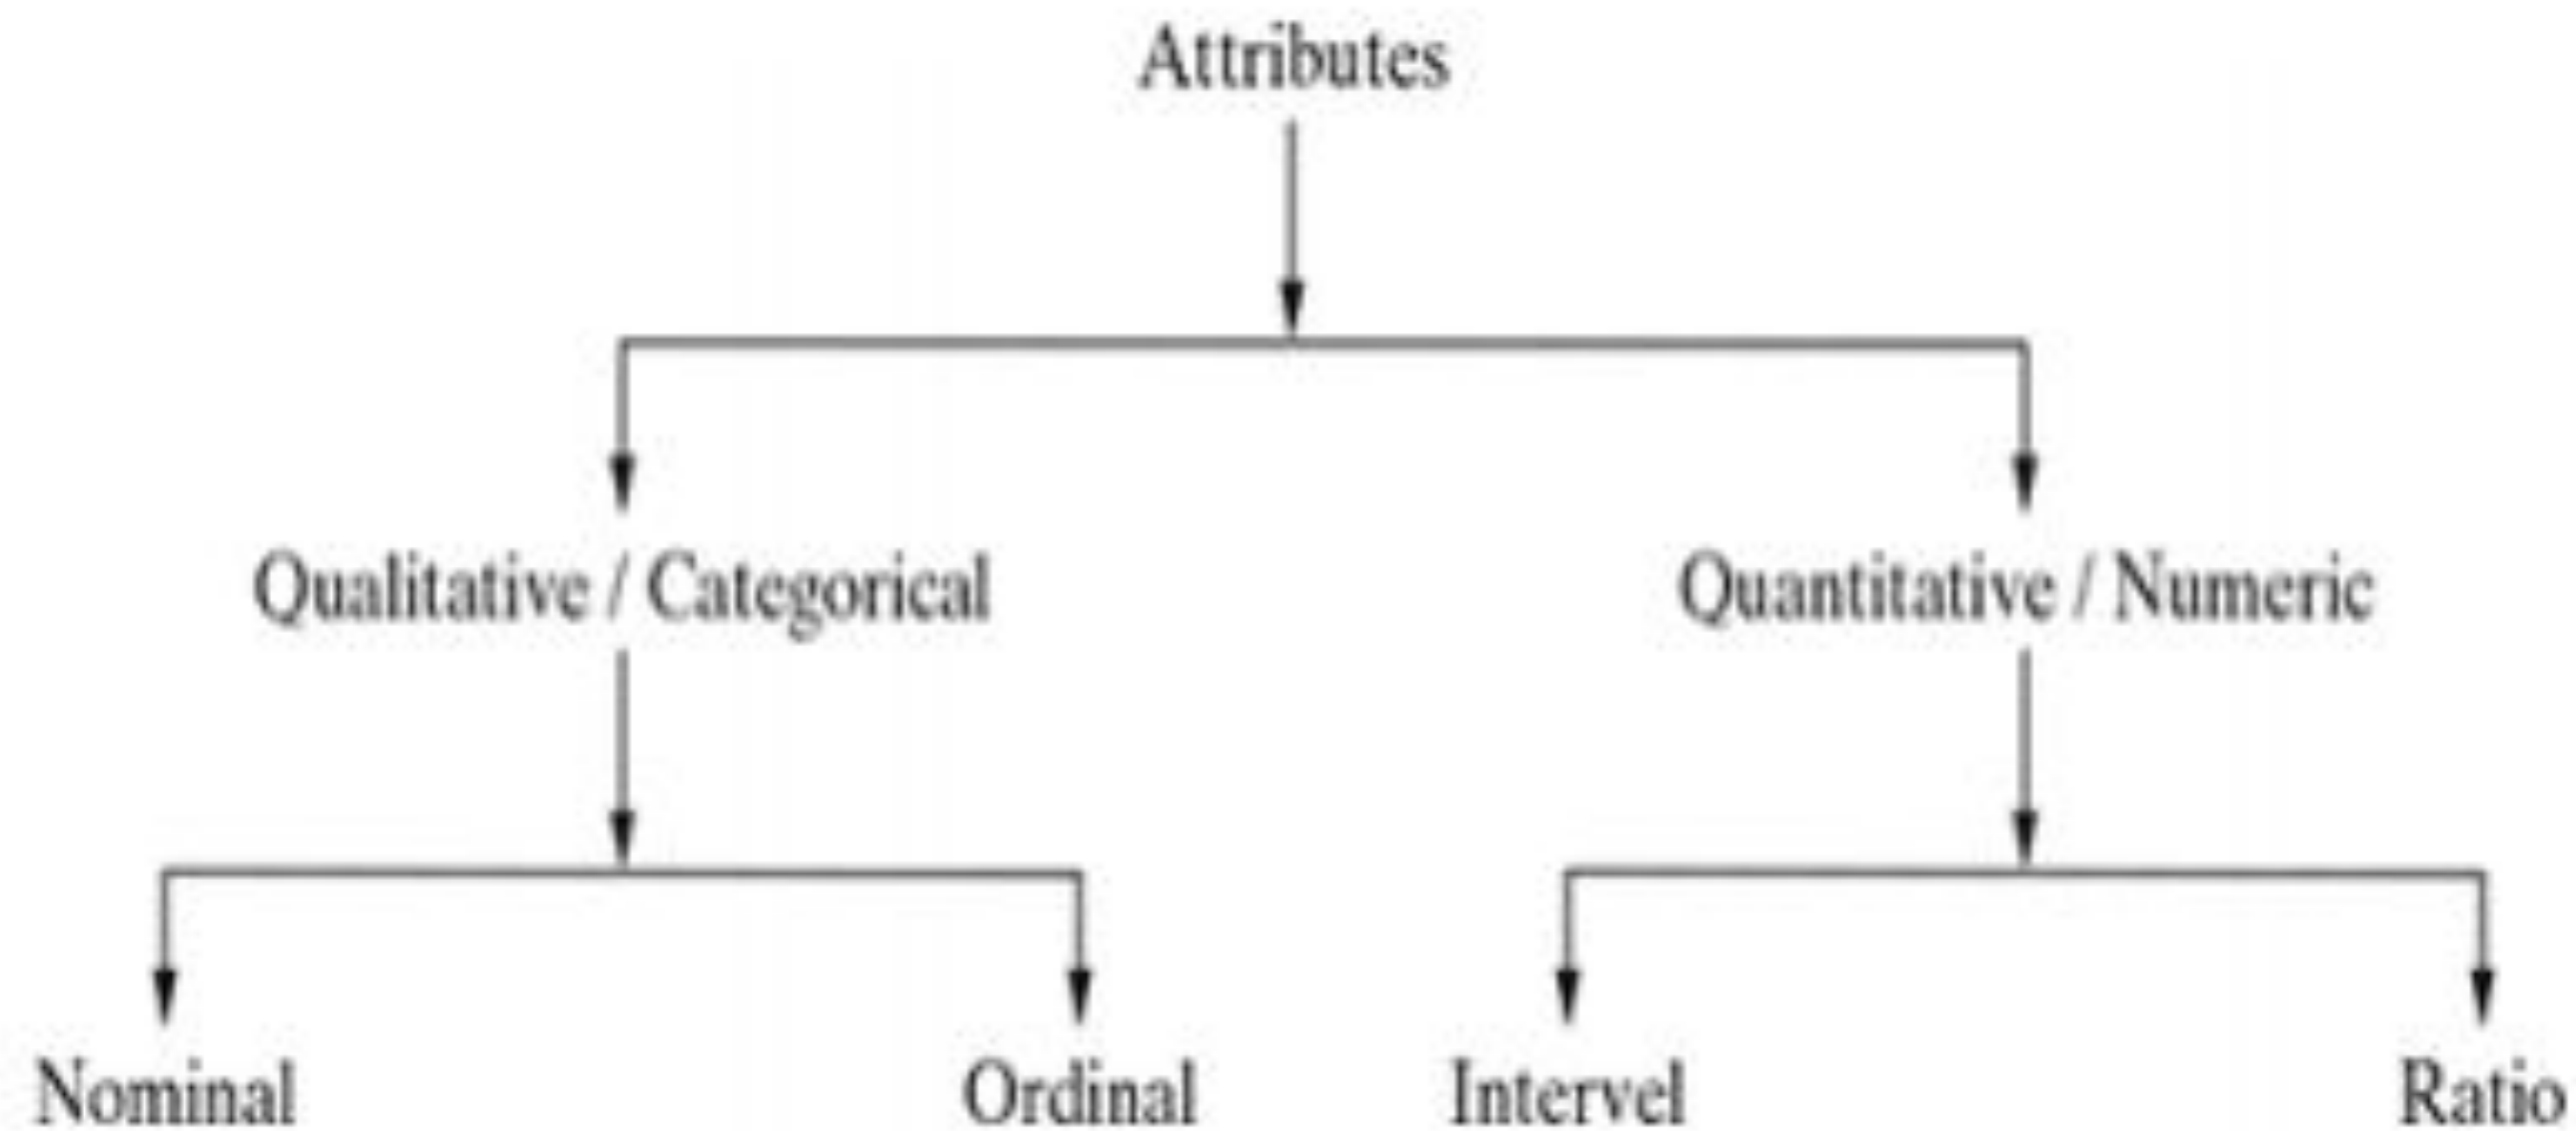 Attributes
Qualitative / Categorical
Quantitative / Numeric
Nominal
Ordinal
Intervel
Ratio